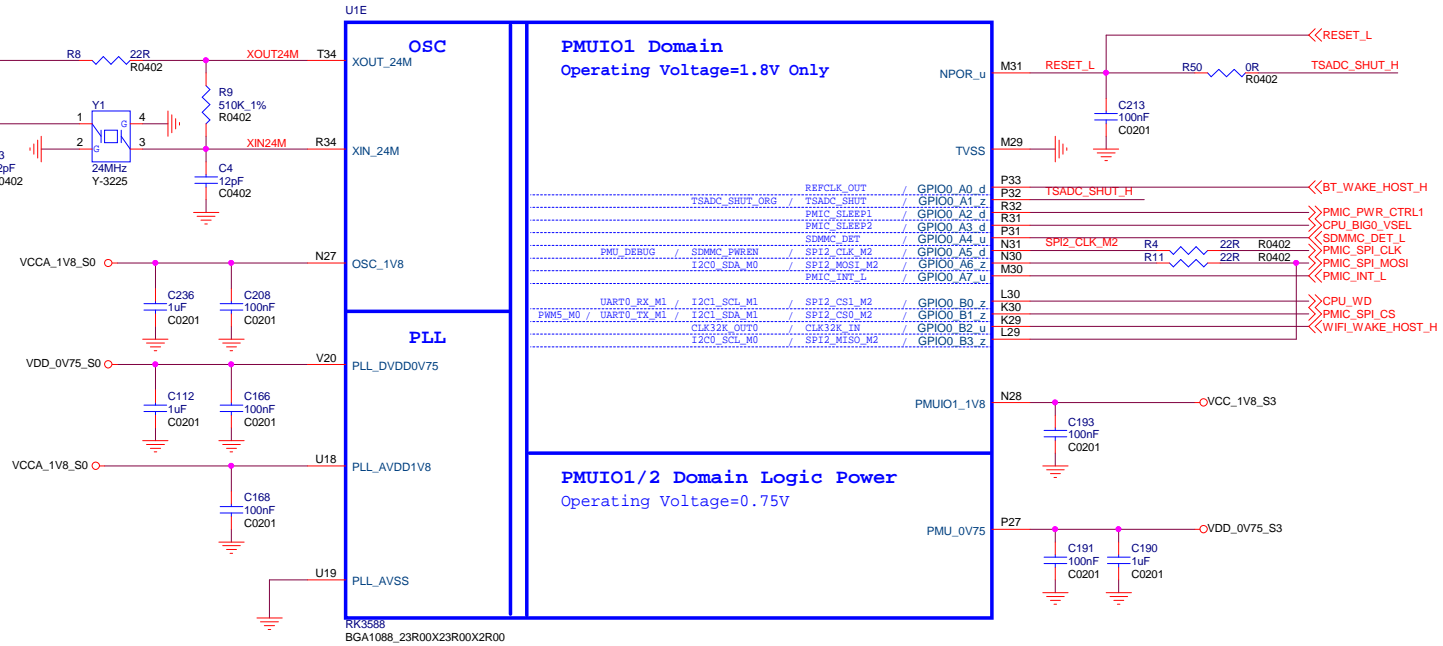 U1E
OSC
PMUIO1 Domain
Operating Voltage=1.8V Only
R8 22R R0402 XOUT24M T34 XOUT_24M
R9
510K_1%
R0402
Y1
1 G 4
2 G 3
24MHz
Y-3225
XIN24M R34 XIN_24M
C4
12pF
C0402
3
2pF
0402
VCCA_1V8_S0 N27 OSC_1V8
C236
1uF
C0201
C208
100nF
C0201
PLL
VDD_0V75_S0 V20 PLL_DVDD0V75
C112
1uF
C0201
C166
100nF
C0201
VCCA_1V8_S0 U18 PLL_AVDD1V8
C168
100nF
C0201
U19 PLL_AVSS
RK3588
BGA1088_23R00X23R00X2R00
RESET_L
NPOR_u M31 RESET_L R50 0R R0402 TSADC_SHUT_H
C213
100nF
C0201
TVSS M29
REFCLK_OUT / GPIO0_A0_d P33 BT_WAKE_HOST_H
TSADC_SHUT_ORG / TSADC_SHUT / GPIO0_A1_z P32 TSADC_SHUT_H
PMIC_SLEEP1 / GPIO0_A2_d R32 PMIC_PWR_CTRL1
PMIC_SLEEP2 / GPIO0_A3_d R31 CPU_BIG0_VSEL
SDMMC_DET / GPIO0_A4_u P31 SDMMC_DET_L
PMU_DEBUG / SDMMC_PWREN / SPI2_CLK_M2 / GPIO0_A5_d N31 SPI2_CLK_M2 R4 22R R0402 PMIC_SPI_CLK
I2C0_SDA_M0 / SPI2_MOSI_M2 / GPIO0_A6_z N30 R11 22R R0402 PMIC_SPI_MOSI
PMIC_INT_L / GPIO0_A7_u M30 PMIC_INT_L
UART0_RX_M1 / I2C1_SCL_M1 / SPI2_CS1_M2 / GPIO0_B0_z L30 CPU_WD
PWM5_M0 / UART0_TX_M1 / I2C1_SDA_M1 / SPI2_CS0_M2 / GPIO0_B1_z K30 PMIC_SPI_CS
CLK32K_OUT0 / CLK32K_IN / GPIO0_B2_u K29 WIFI_WAKE_HOST_H
I2C0_SCL_M0 / SPI2_MISO_M2 / GPIO0_B3_z L29
PMUIO1_1V8 N28 VCC_1V8_S3
C193
100nF
C0201
PMUIO1/2 Domain Logic Power
Operating Voltage=0.75V
PMU_0V75 P27 VDD_0V75_S3
C191
100nF
C0201
C190
1uF
C0201